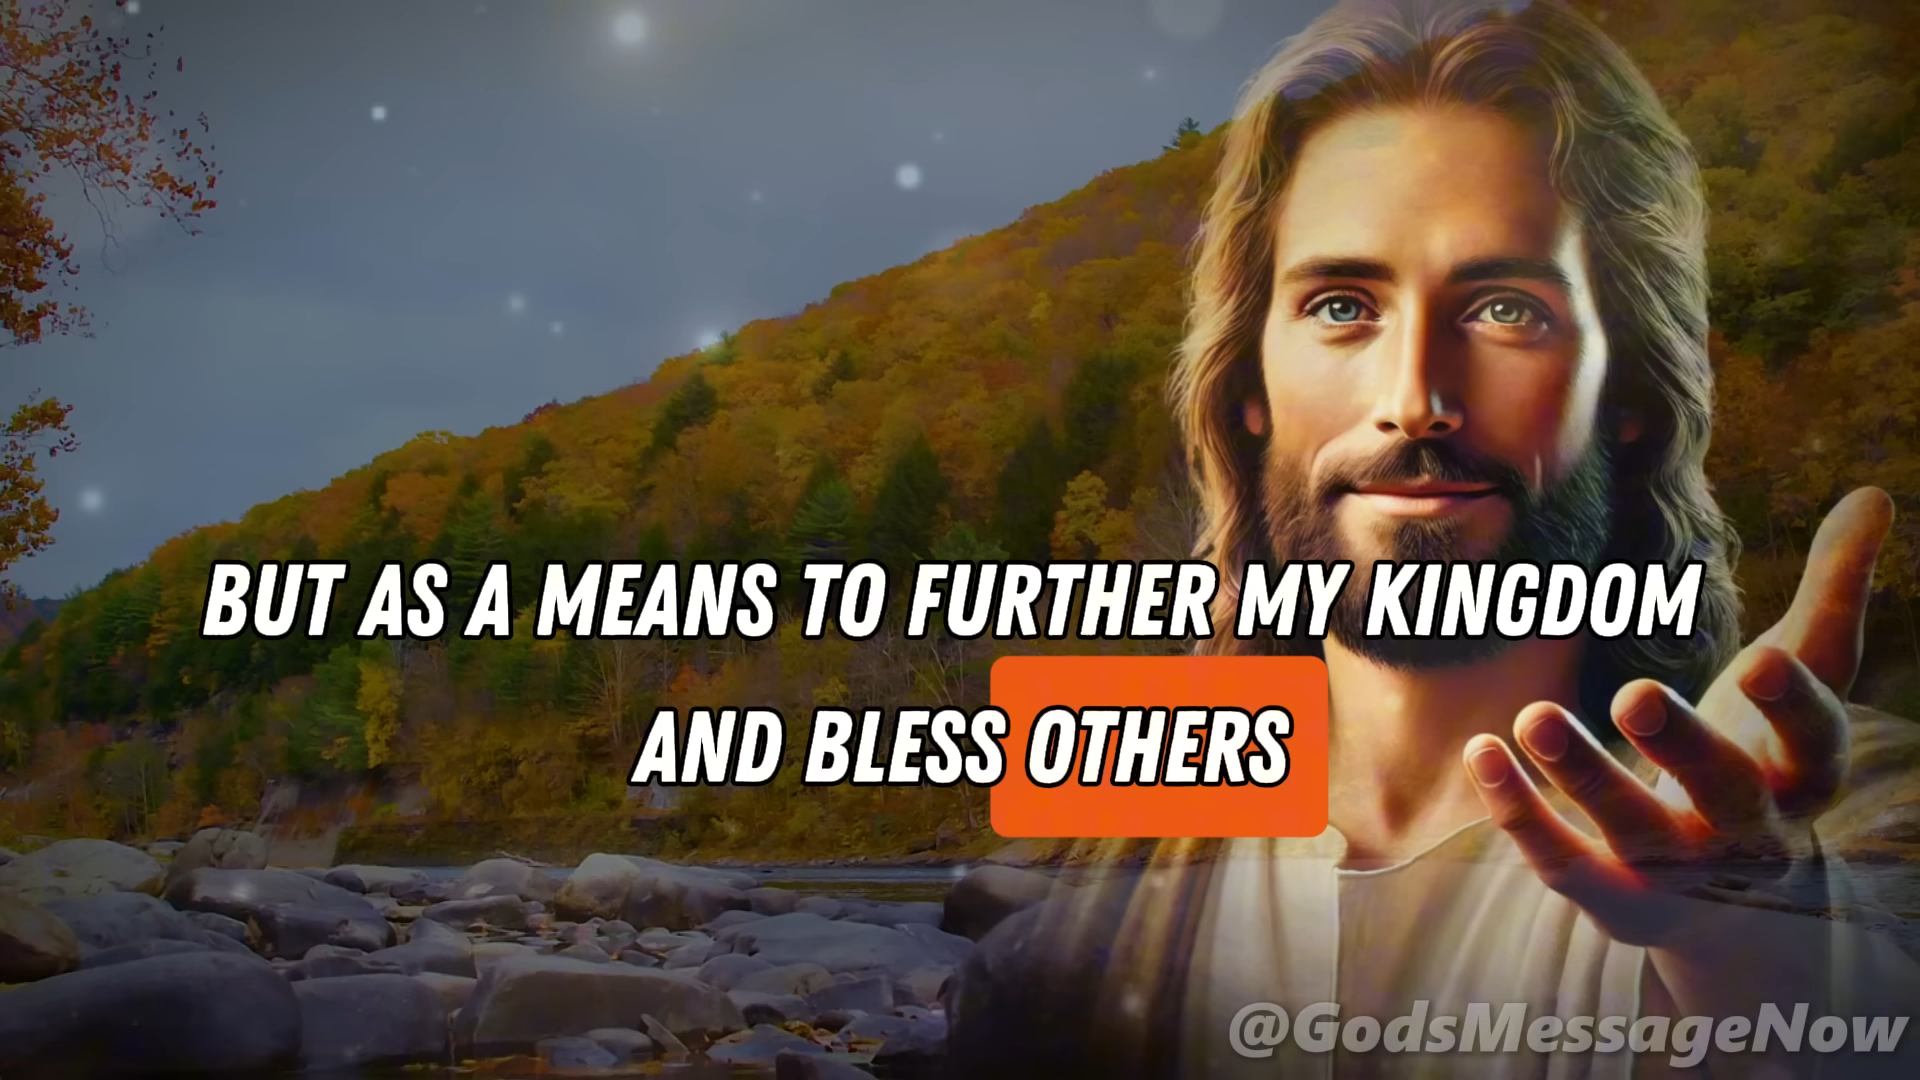 BUT AS A MEANS TO FURTHER MY KINGDOM
AND BLESS OTHERS
@GodsMessageNow